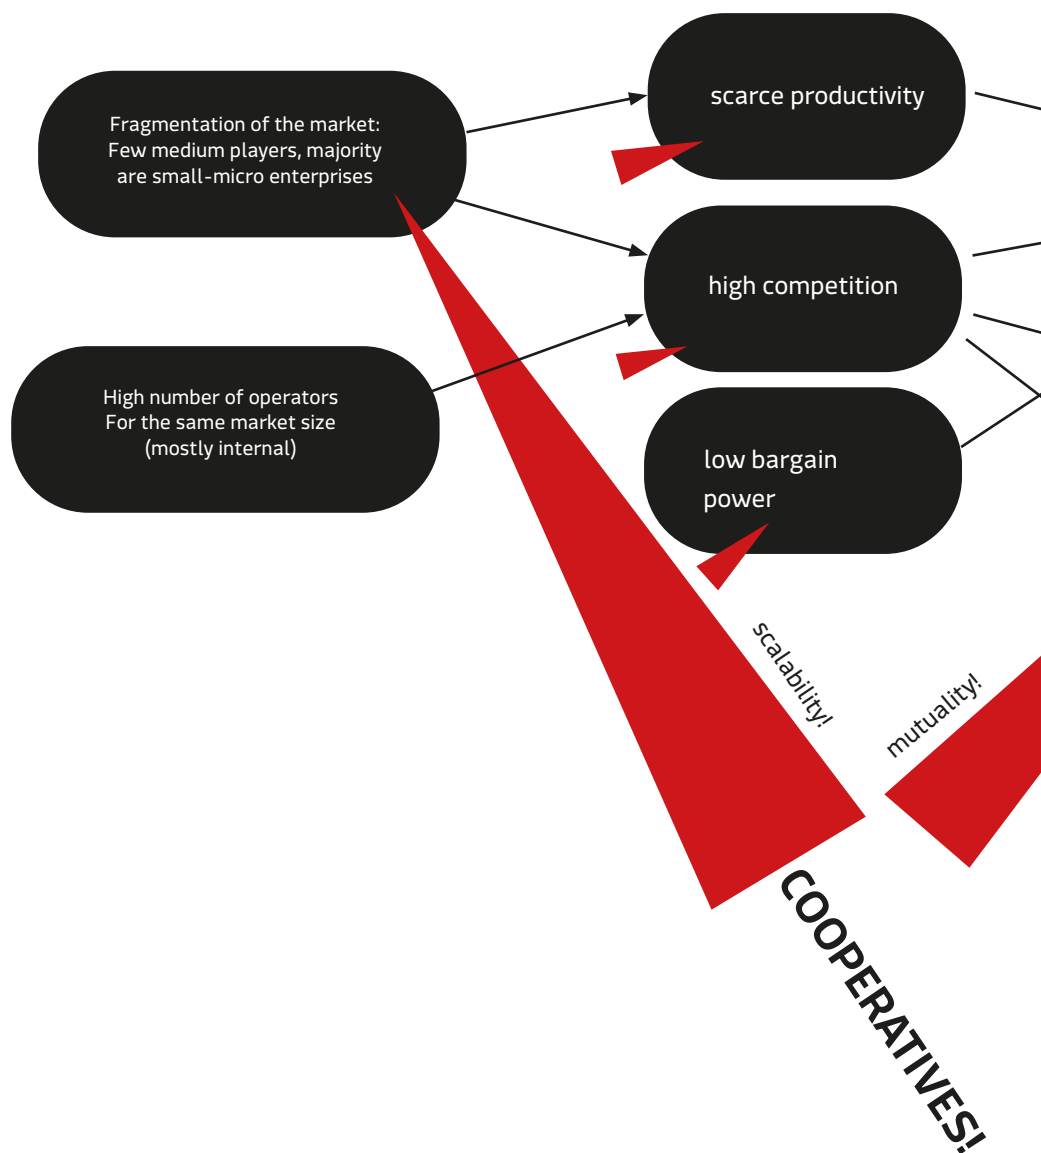 Fragmentation of the market:
Few medium players, majority
are small-micro enterprises
scarce productivity
high competition
High number of operators
For the same market size
(mostly internal)
low bargain
power
scalability!
mutuality!
COOPERATIVES!